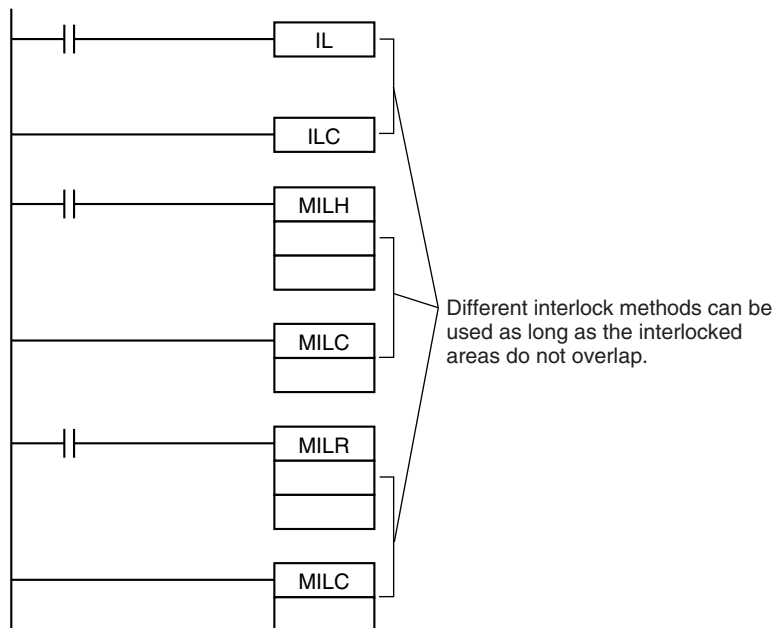 IL
ILC
MILH
MILC
MILR
MILC
Different interlock methods can be
used as long as the interlocked
areas do not overlap.